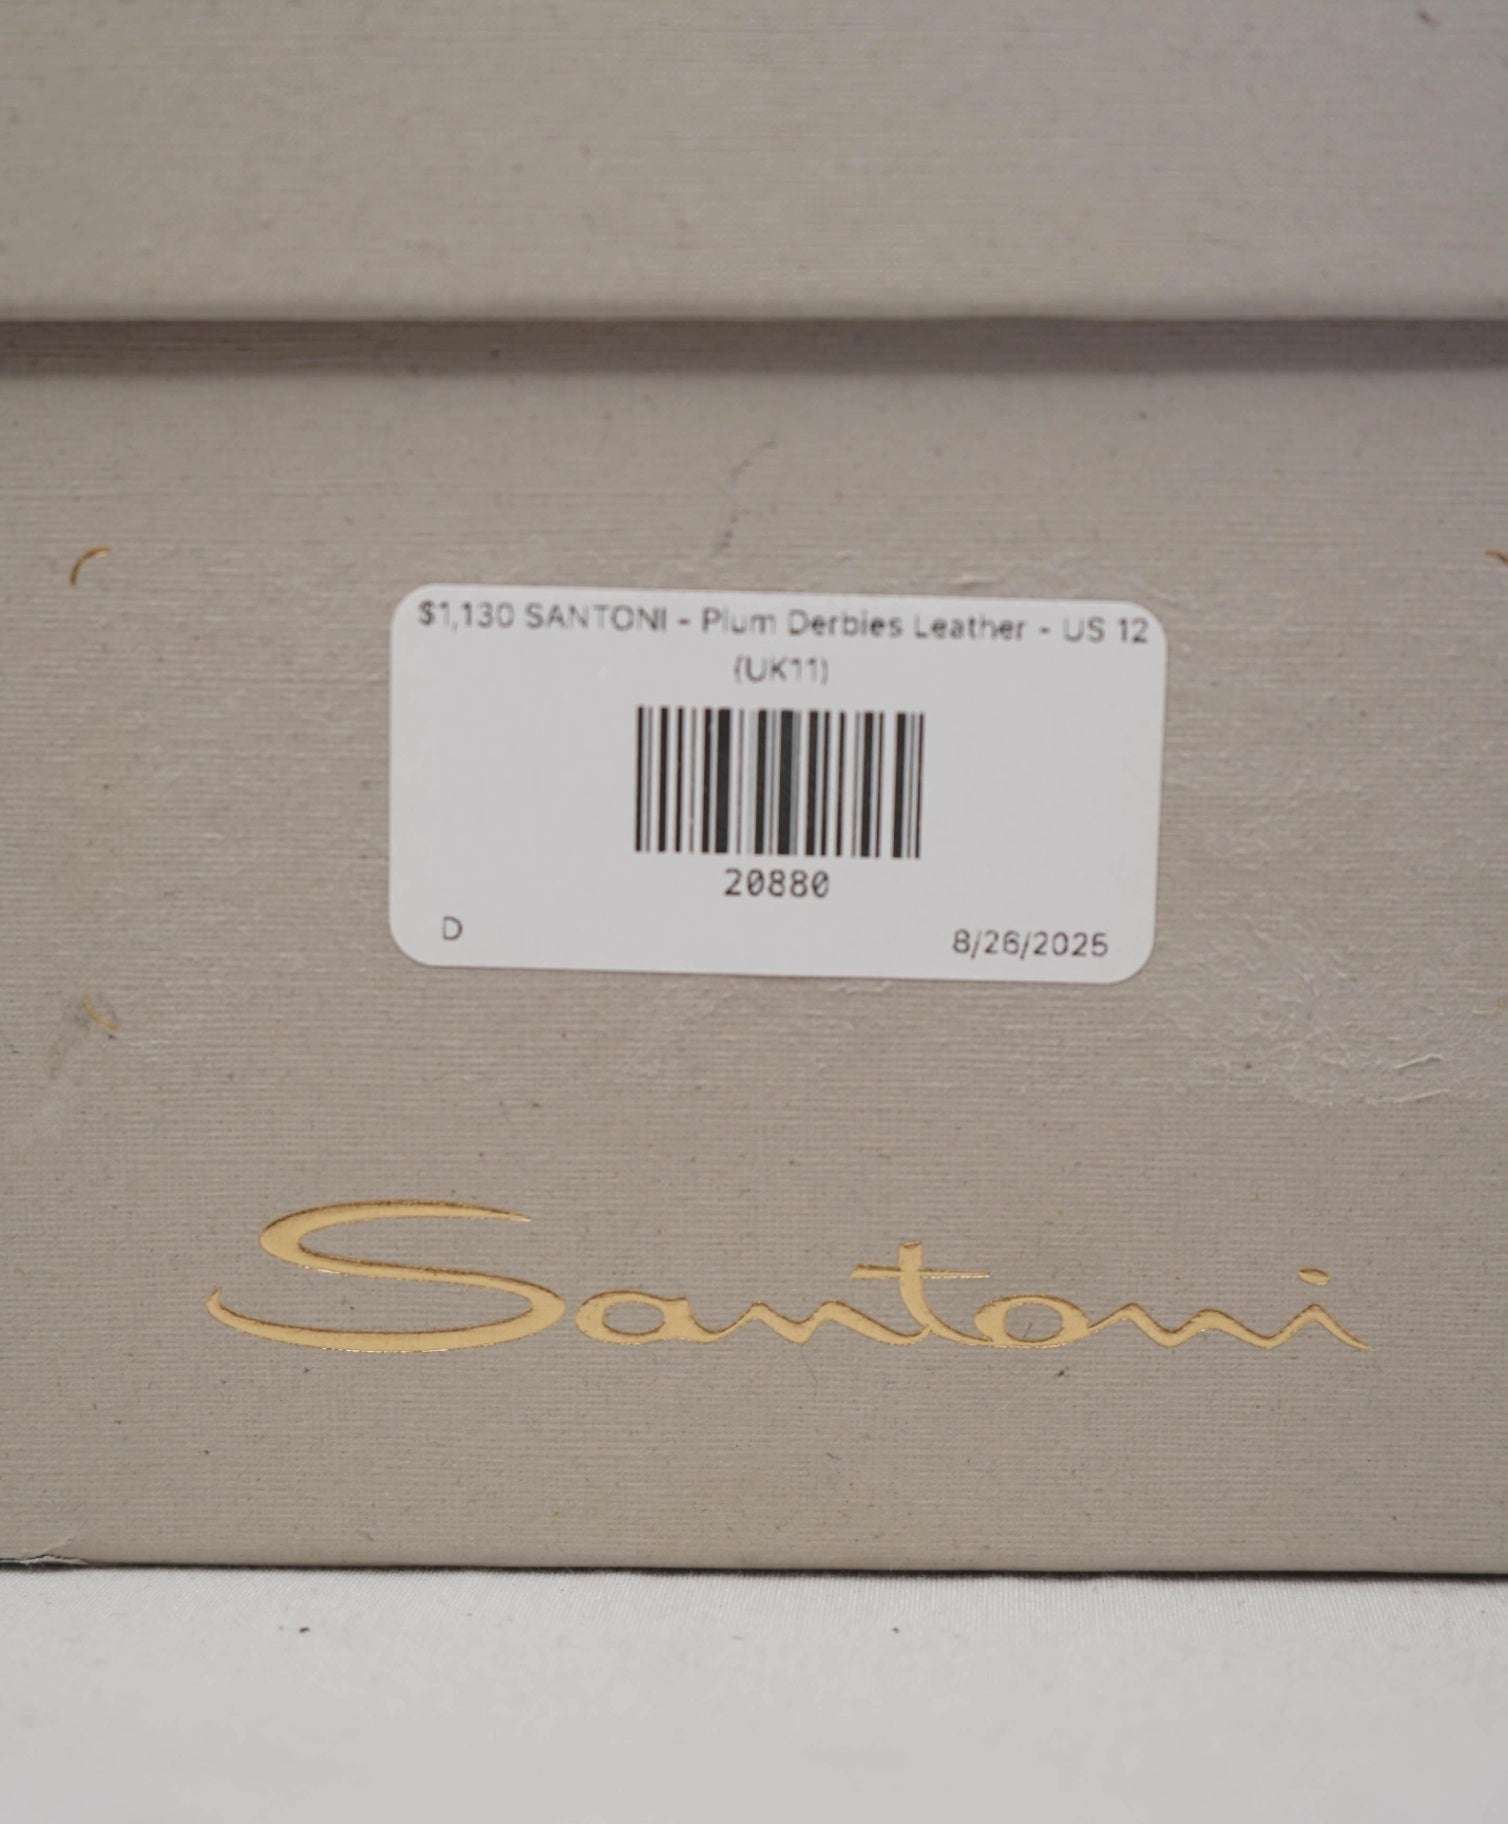 $1,130 SANTONI - Plum Derbies Leather - US 12
(UK11)
20880
D
8/26/2025
Santoni